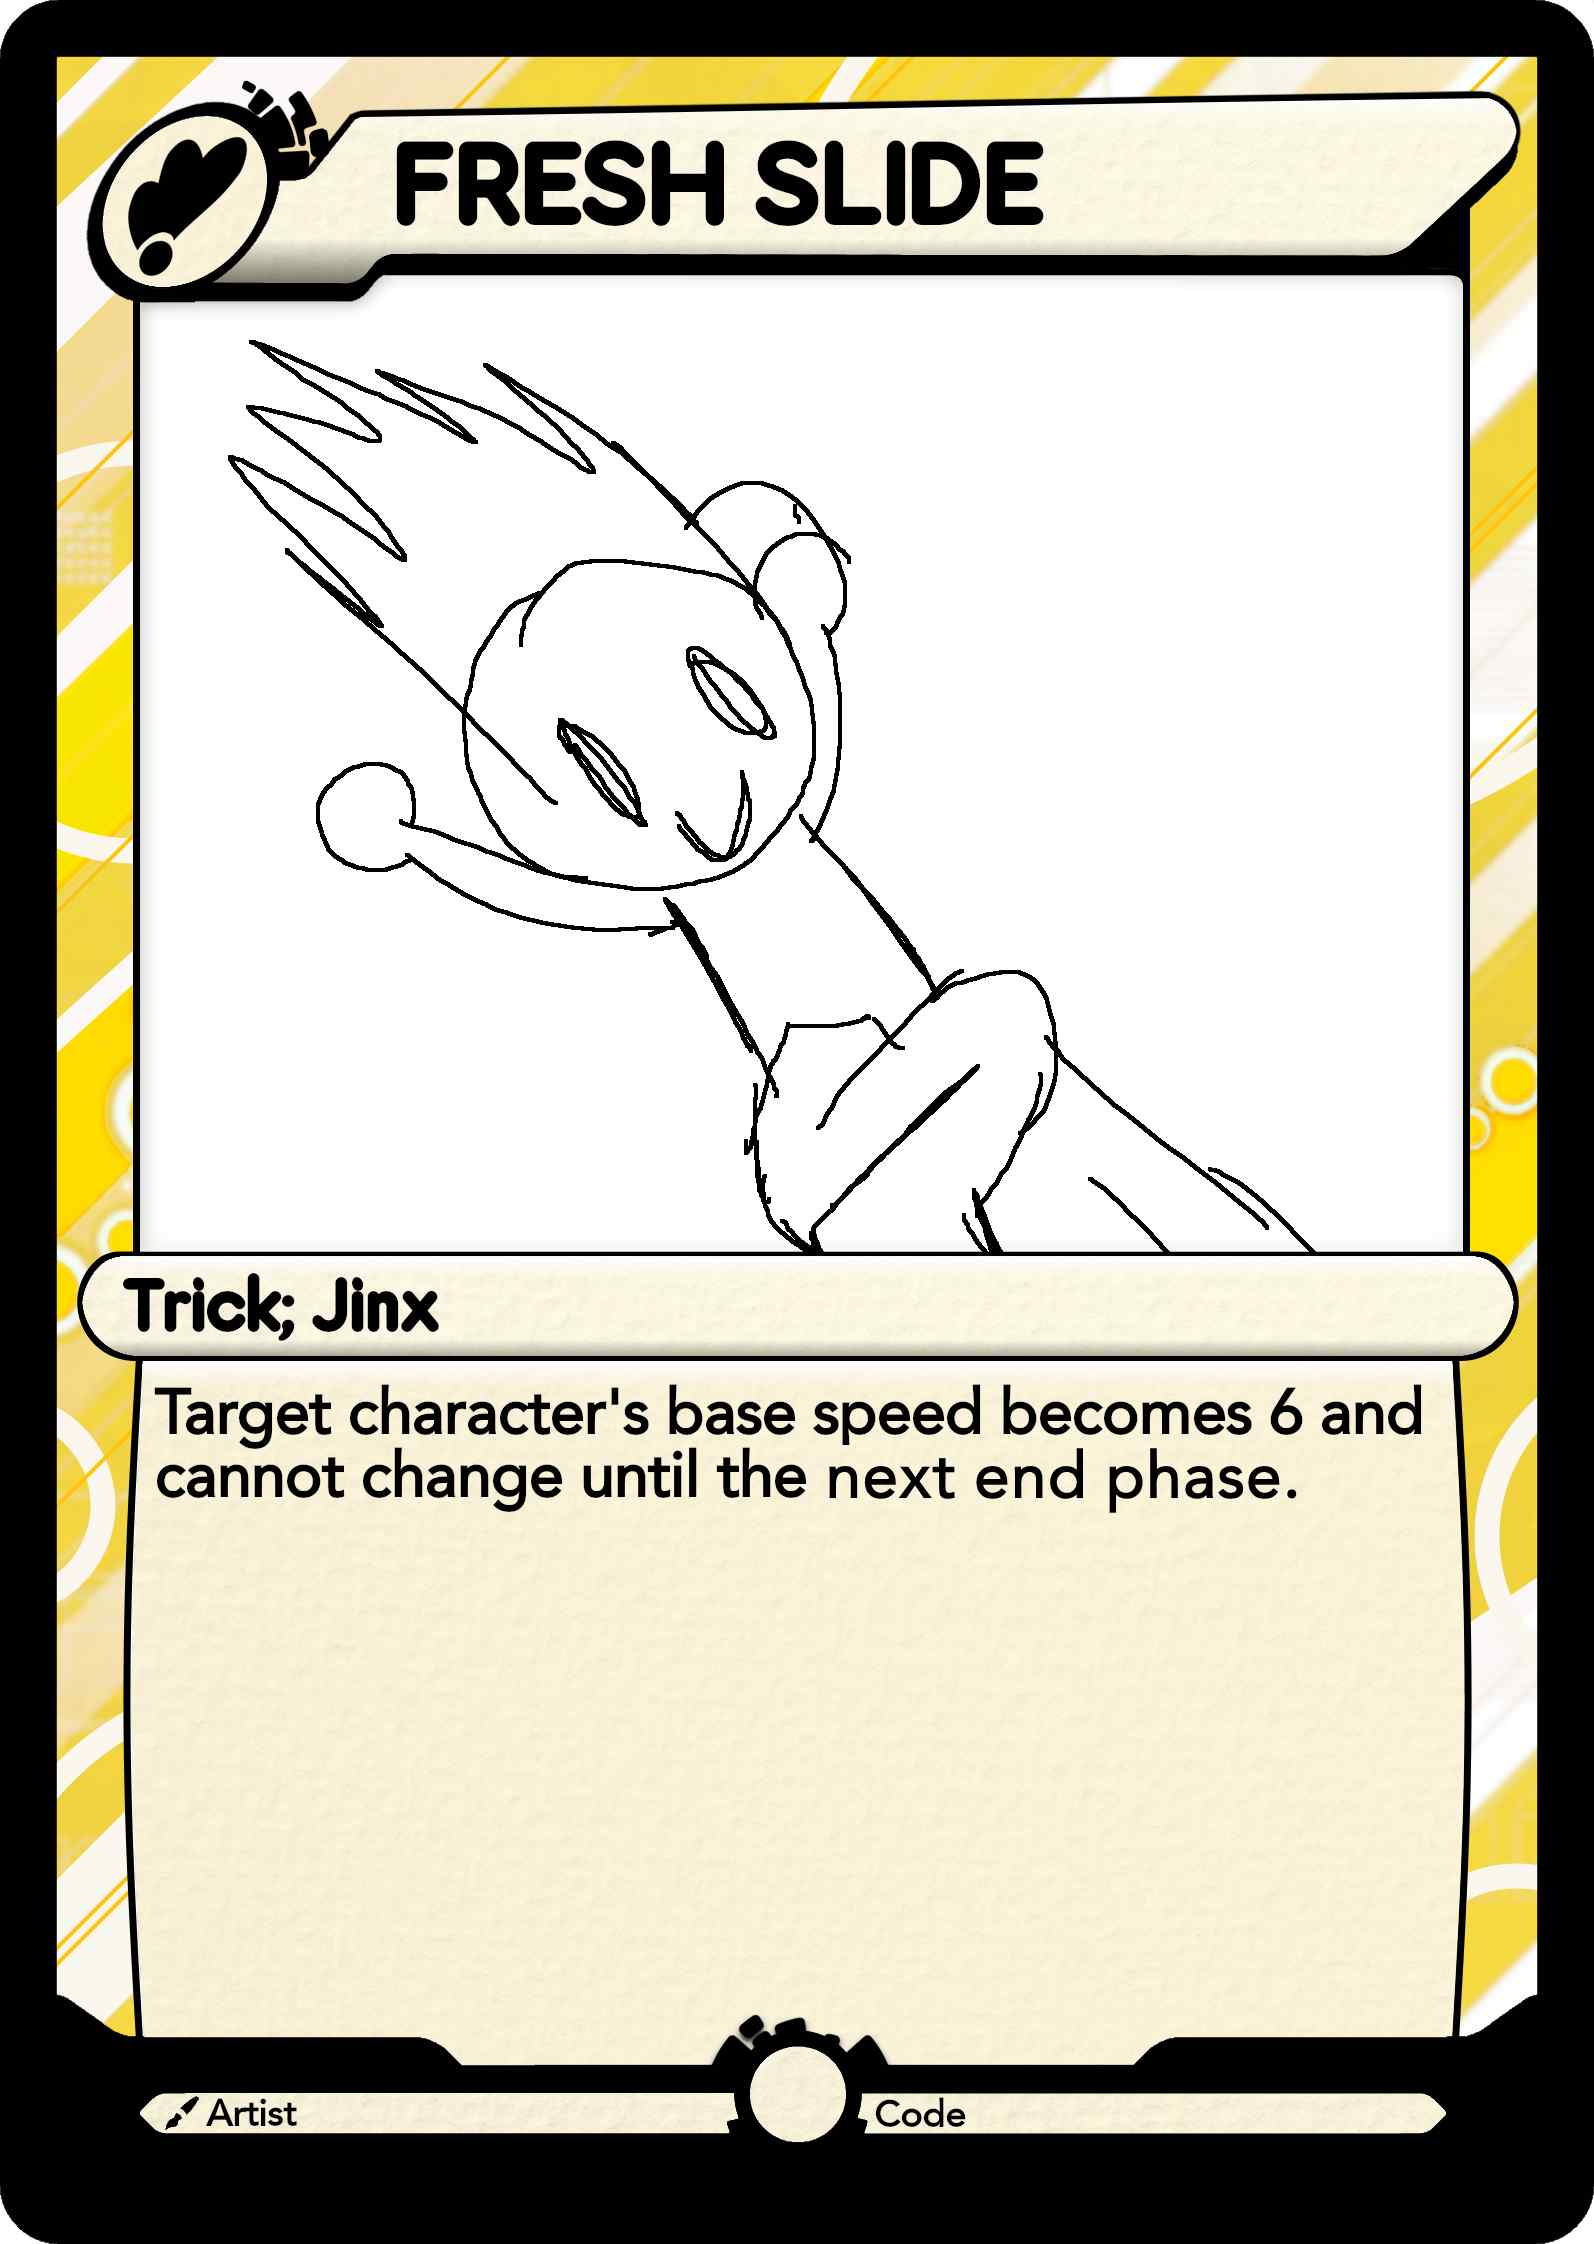 FRESH SLIDE
Trick; Jinx
Target character's base speed becomes 6 and
cannot change until the next end phase.
Artist
Code